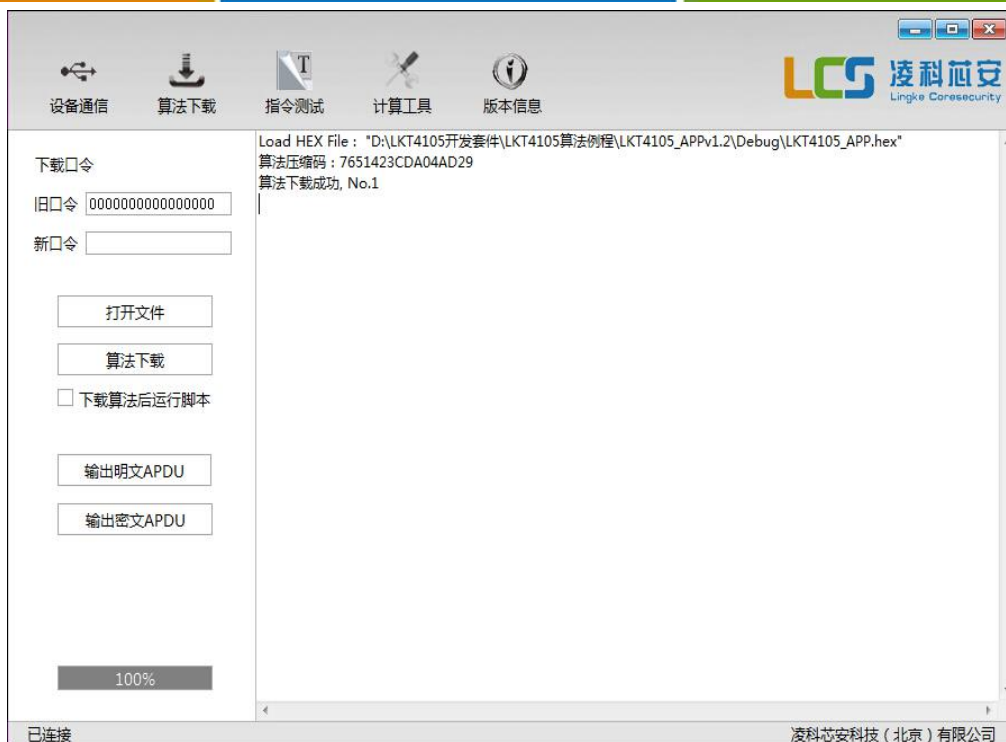 设备通信
算法下载
指令测试
计算工具
版本信息
LCS 凌科芯安
Lingke Coresecurity
下载口令
旧口令 0000000000000000
新口令
打开文件
算法下载
下载算法后运行脚本
输出明文APDU
输出密文APDU
100%
Load HEX File： "D:\LKT4105开发套件\LKT4105算法例程\LKT4105_APPv1.2\Debug\LKT4105_APP.hex"
算法压缩码：7651423CDA04AD29
算法下载成功, No.1
已连接
凌科芯安科技（北京）有限公司